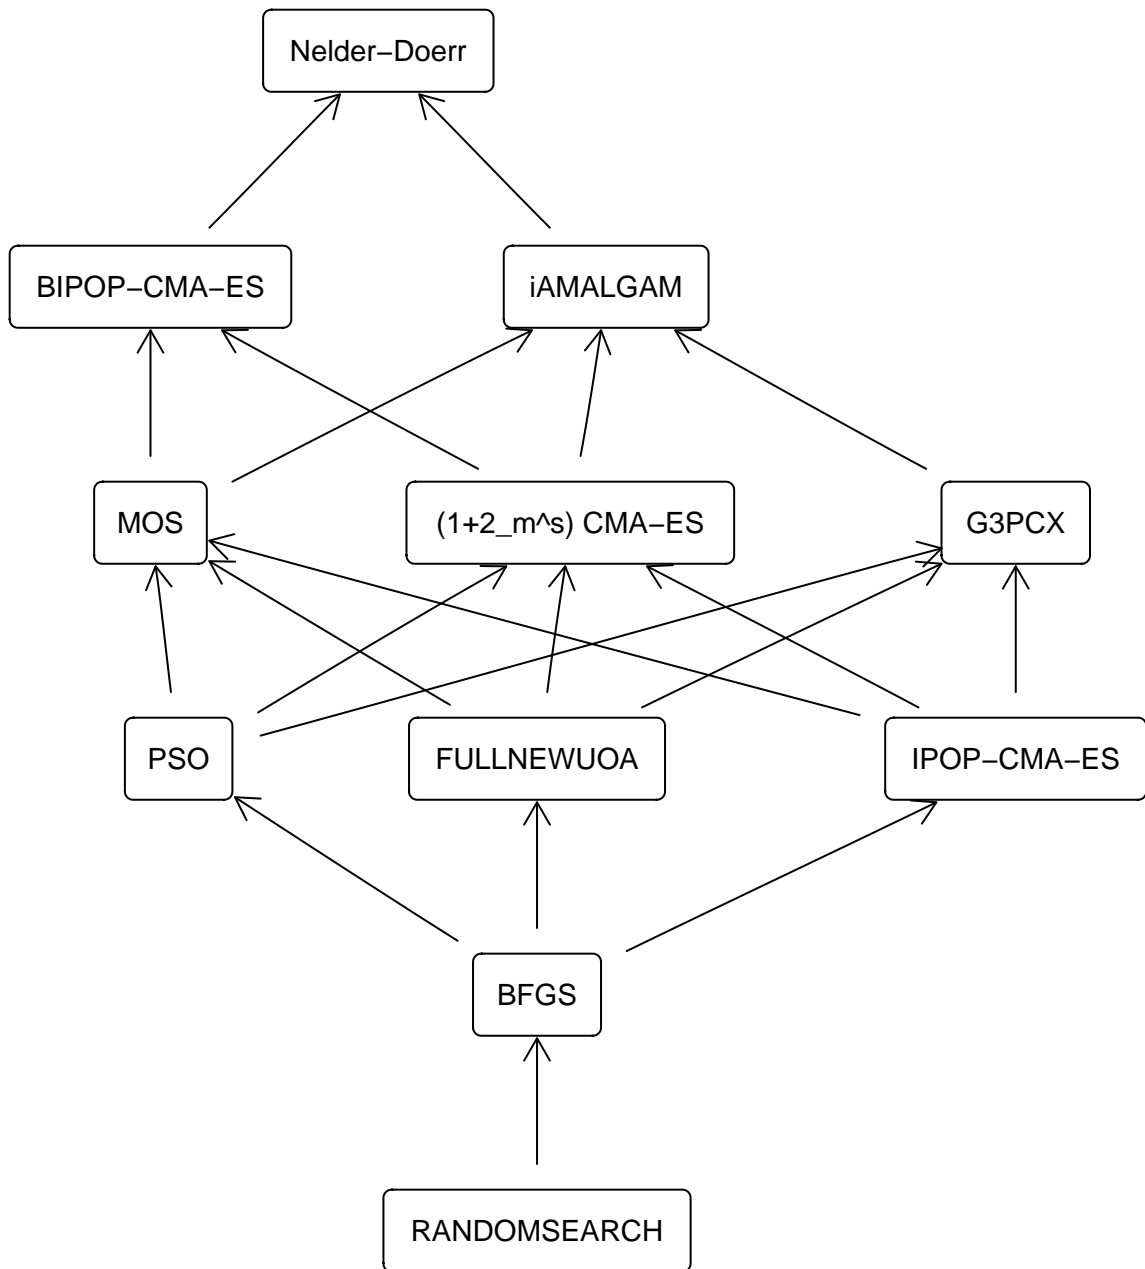 Nelder−Doerr
BIPOP−CMA−ES
iAMALGAM
MOS
(1+2_m^s) CMA−ES
G3PCX
PSO
FULLNEWUOA
IPOP−CMA−ES
BFGS
RANDOMSEARCH